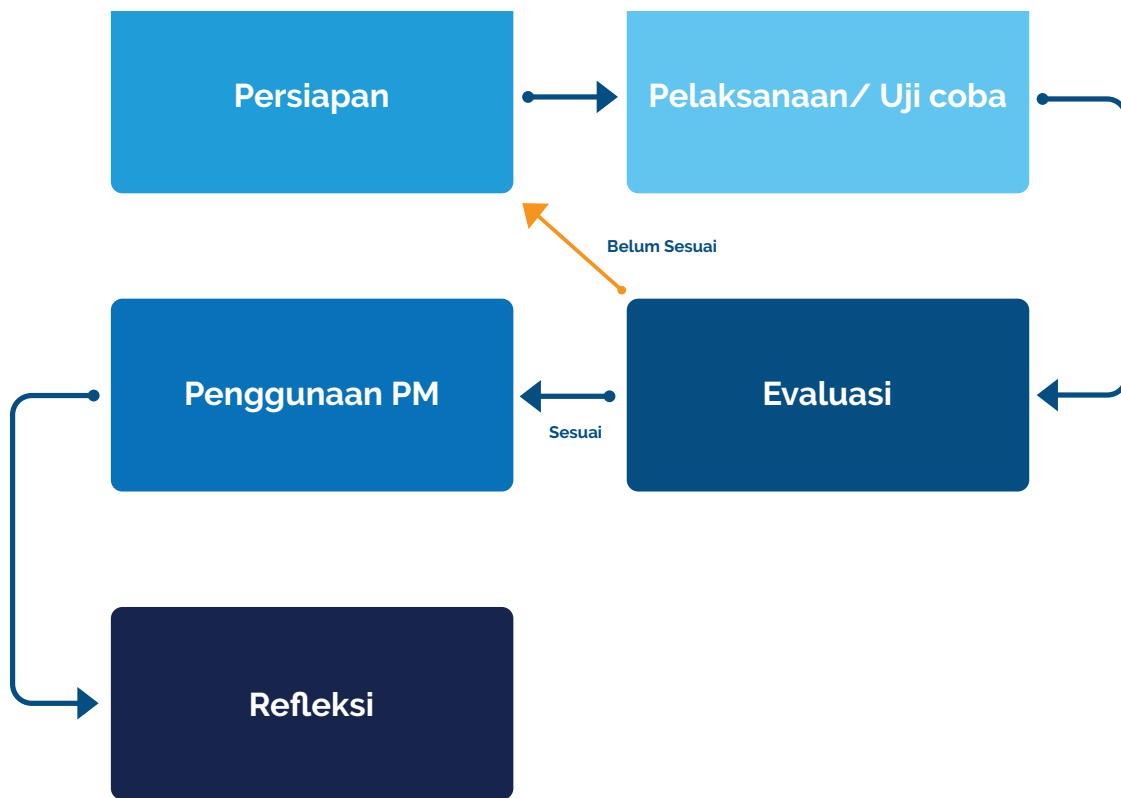 Persiapan
Pelaksanaan/ Uji coba
Belum Sesuai
Penggunaan PM
Sesuai
Evaluasi
Refleksi